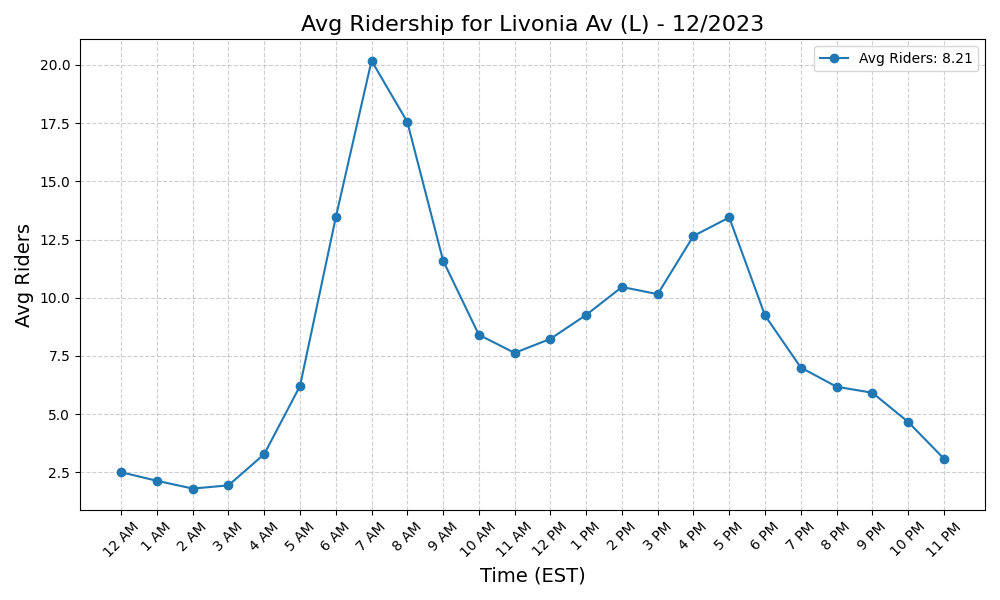 Avg Ridership for Livonia Av (L) - 12/2023
Avg Riders: 8.21
Avg Riders
20.0
17.5
15.0
12.5
10.0
7.5
5.0
2.5
12 AM
1 AM
2 AM
3 AM
4 AM
5 AM
6 AM
7 AM
8 AM
9 AM
10 AM
11 AM
12 PM
1 PM
2 PM
3 PM
4 PM
5 PM
6 PM
7 PM
8 PM
9 PM
10 PM
11 PM
Time (EST)